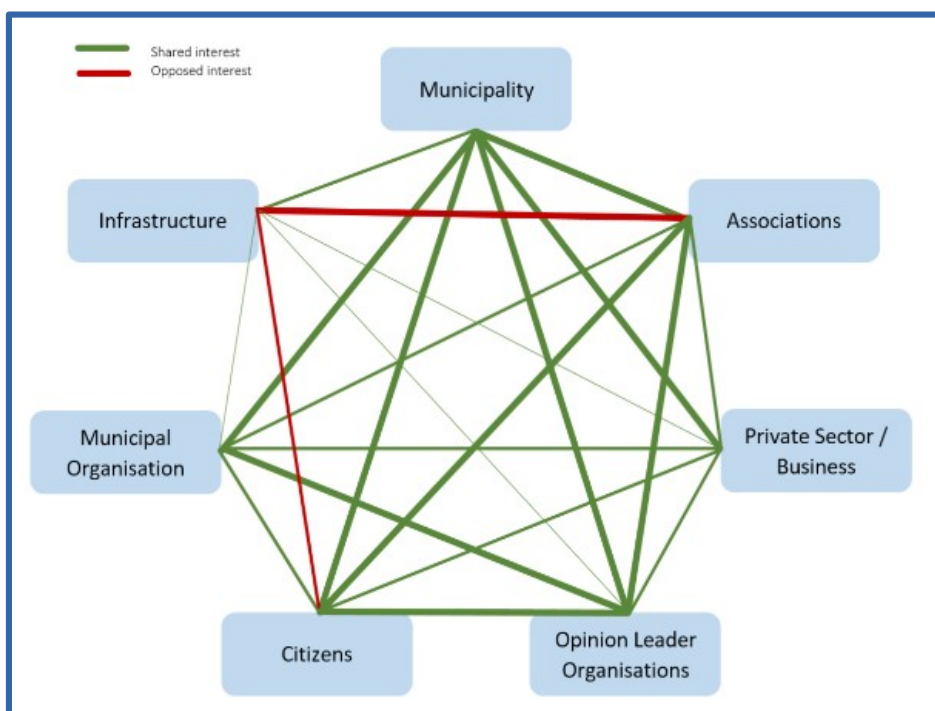 Shared interest
Opposed interest
Municipality
Infrastructure
Associations
Municipal
Organisation
Private Sector /
Business
Citizens
Opinion Leader
Organisations